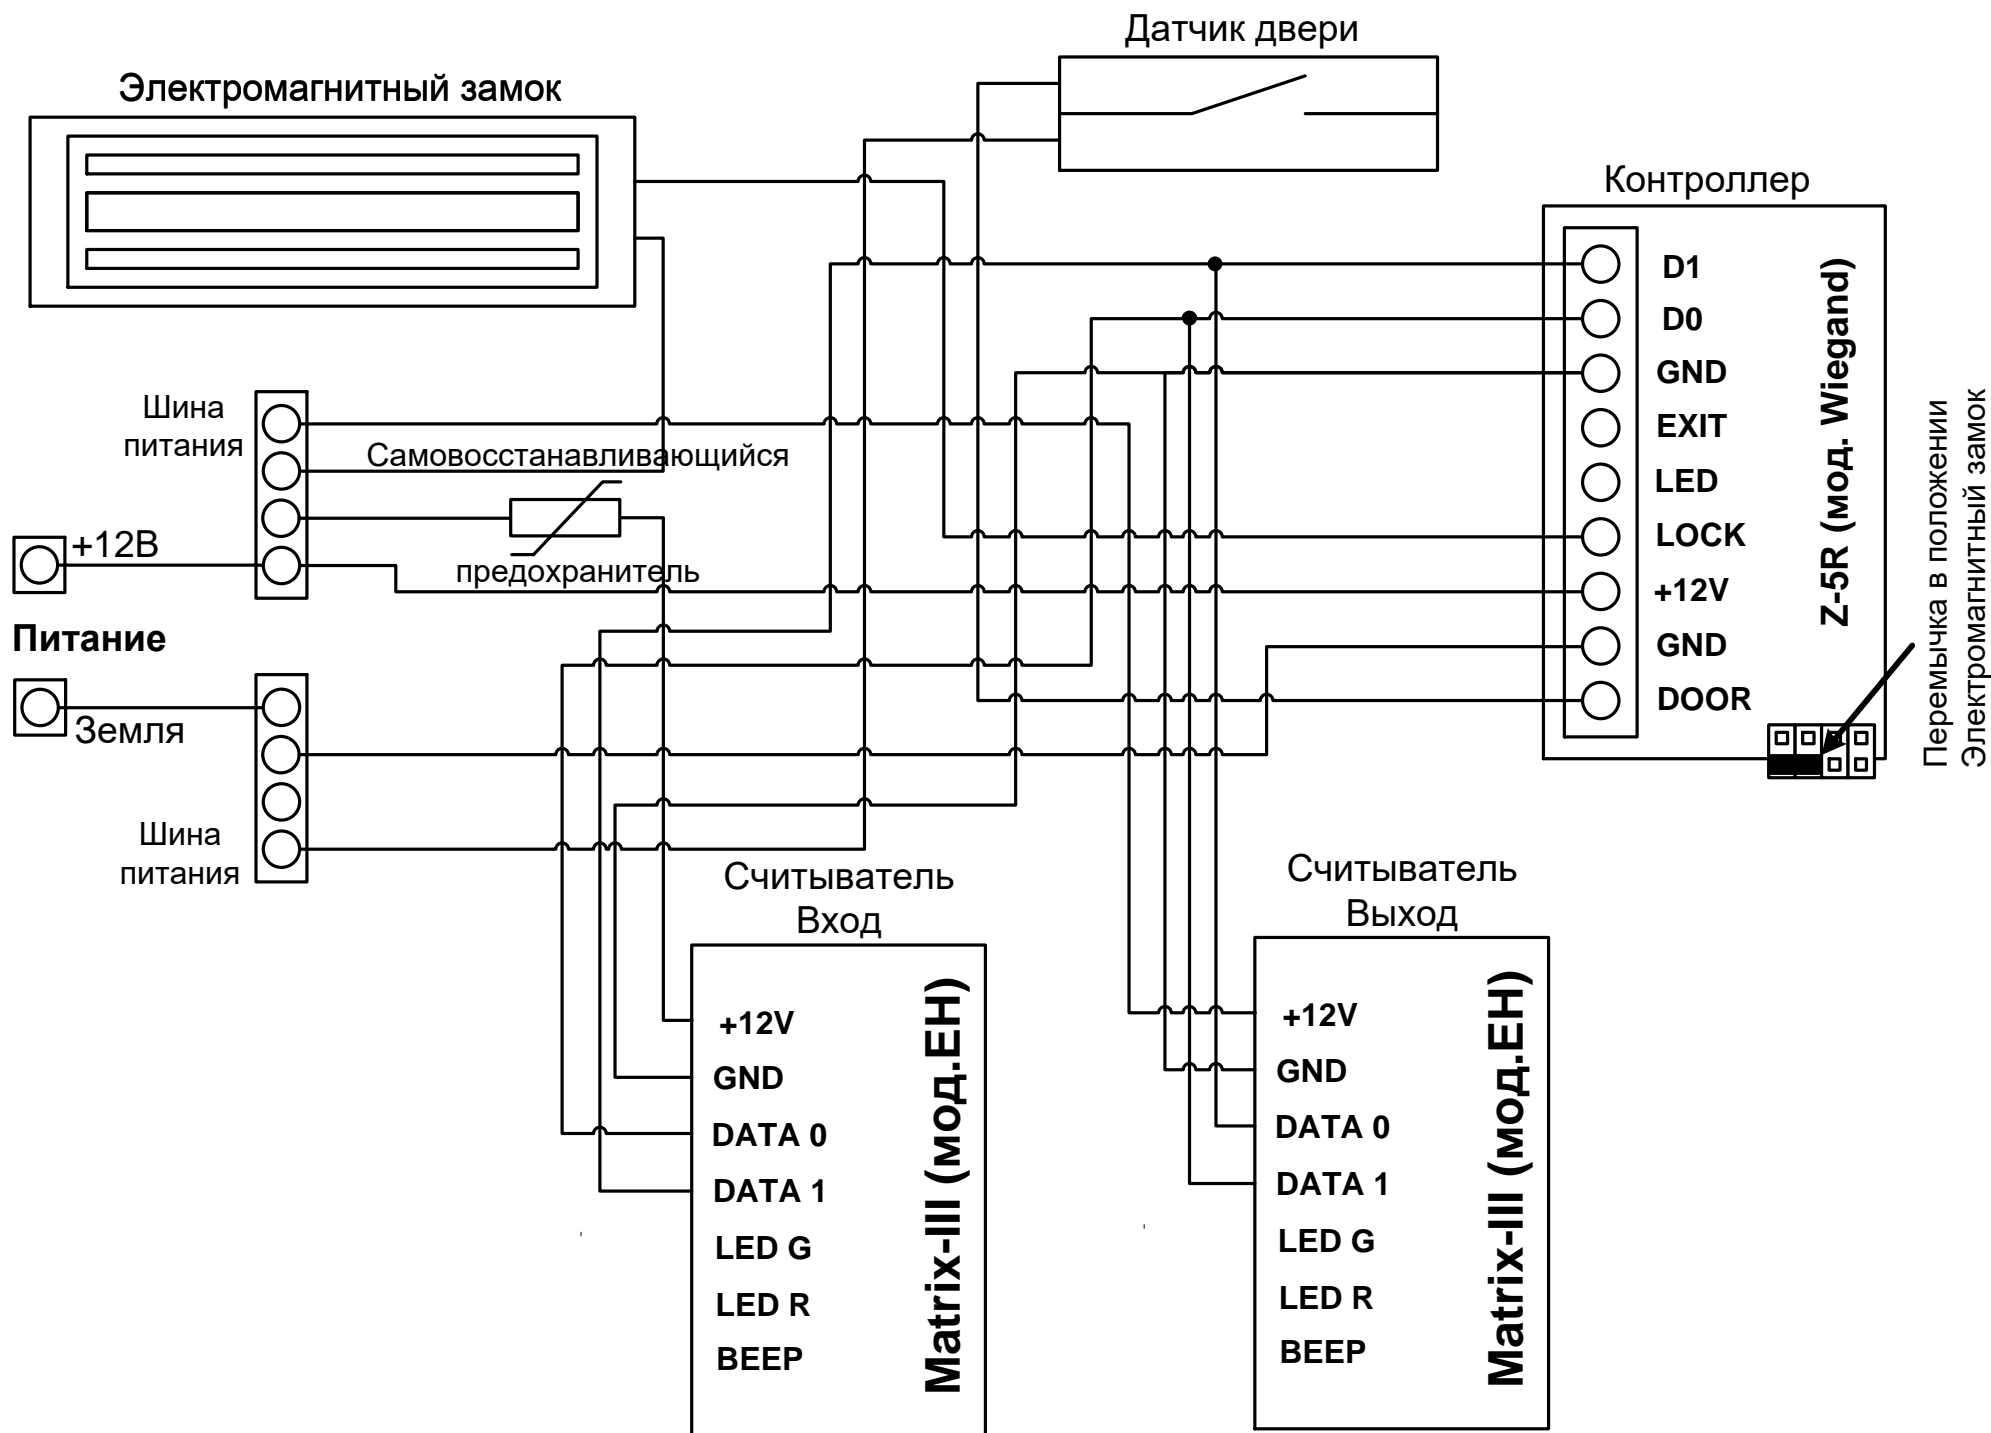 Датчик двери
Электромагнитный замок
Контроллер
D1
D0
GND
EXIT
LED
LOCK
+12V
GND
DOOR
Z-5R (мод. Wiegand)
Перемычка в положении
Электромагнитный замок
Шина
питания
Самовосстанавливающийся
предохранитель
+12В
Питание
Земля
Шина
питания
Считыватель
Вход
+12V
GND
DATA 0
DATA 1
LED G
LED R
BEEP
Matrix-III (мод.EH)
Считыватель
Выход
+12V
GND
DATA 0
DATA 1
LED G
LED R
BEEP
Matrix-III (мод.EH)